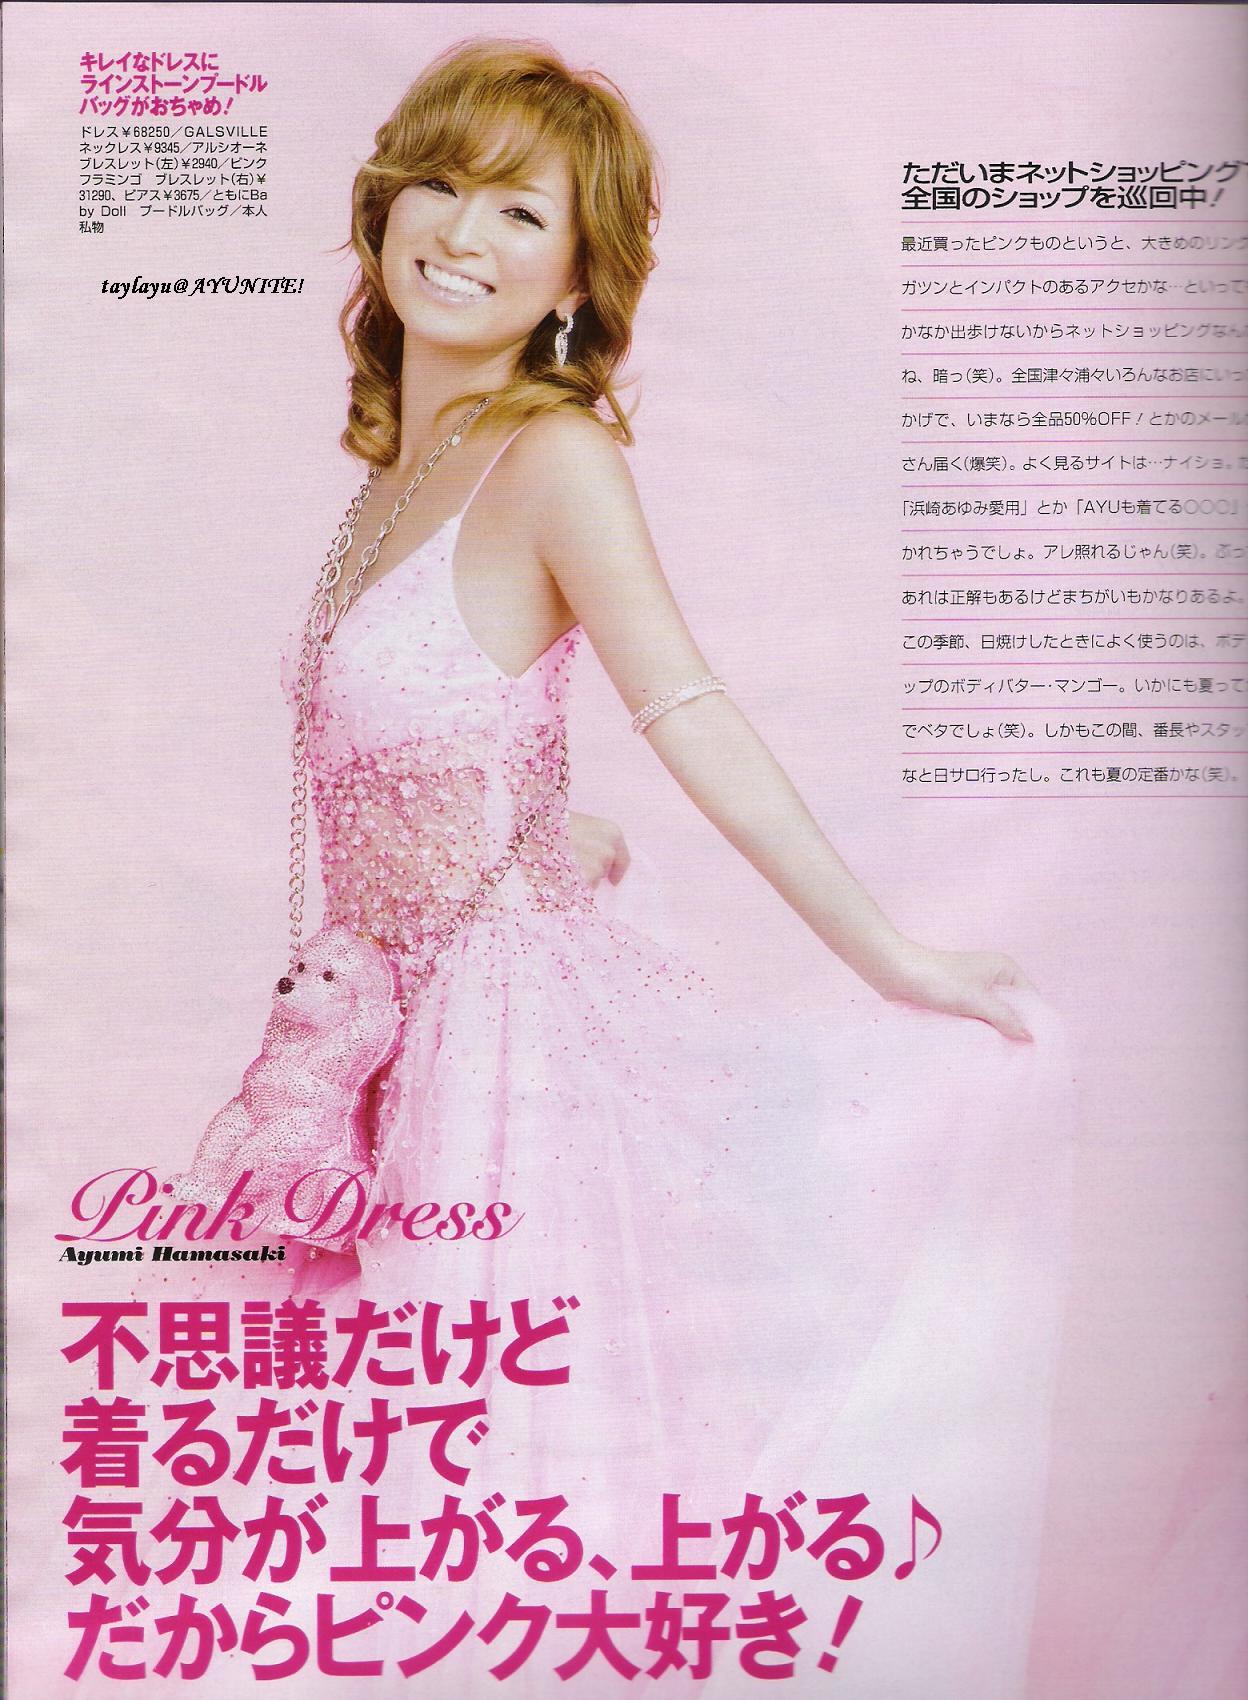 キレイなドレスに
ラインストーンプードル
バッグがおちゃめ!
ドレス¥68250/GALSVILLE
ネックレス¥9345/アルシオーネ
ブレスレット(左)¥2940/ピンク
フラミンゴ ブレスレット(右)¥
31290、ピアス¥3675/ともにBa
by Doll プードルバッグ/本人
私物
taylayu@AYUNITE!
ただいまネットショッピング
全国のショップを巡回中!
最近買ったピンクものというと、大きめのリング
ガツンとインパクトのあるアクセかな…といって
かなか出歩けないからネットショッピングなん
ね、暗っ(笑)。全国津々浦々いろんなお店にいっ
かげで、いまなら全品50%OFF!とかのメール
さん届く(爆笑)。よく見るサイトは…ナイショ。
「浜崎あゆみ愛用」とか「AYUも着てる○○○」
かれちゃうでしょ。アレ照れるじゃん(笑)。ぶっ
あれは正解もあるけどまちがいもかなりあるよ。
この季節、日焼けしたときによく使うのは、ボデ
ップのボディバター・マンゴー。いかにも夏って
でベタでしょ(笑)。しかもこの間、番長やスタッ
なと日サロ行ったし。これも夏の定番かな(笑)。
Pink Dress
Ayumi Hamasaki
不思議だけど
着るだけで
気分が上がる、上がる♪
だからピンク大好き!